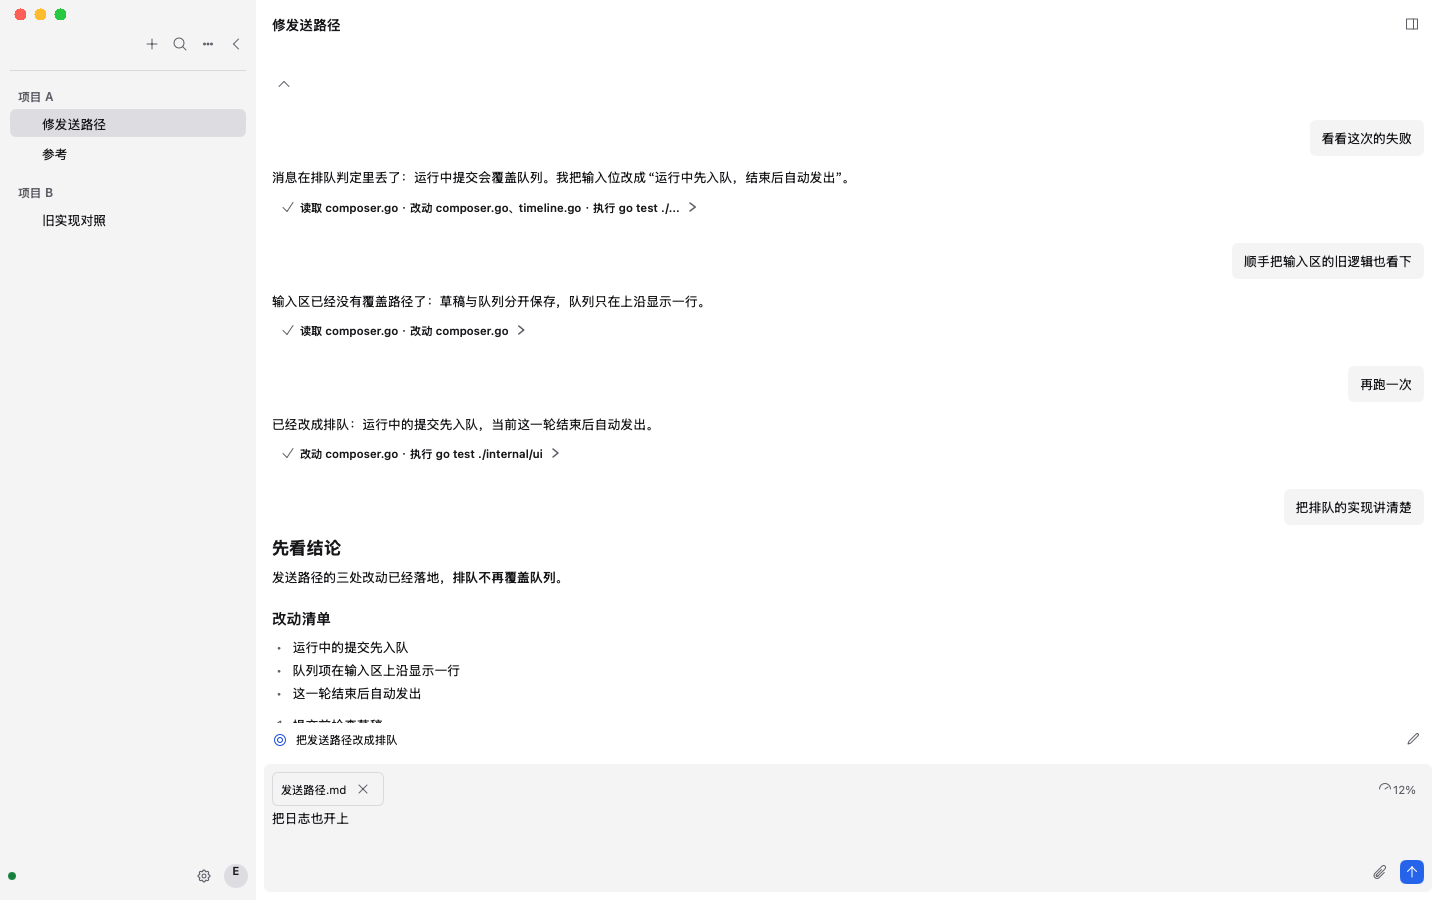 修发送路径
项目 A
修发送路径
参考
项目 B
旧实现对照
E
看看这次的失败
消息在排队判定里丢了：运行中提交会覆盖队列。我把输入位改成“运行中先入队，结束后自动发出”。
读取 composer.go · 改动 composer.go、timeline.go · 执行 go test ./...
顺手把输入区的旧逻辑也看下
输入区已经没有覆盖路径了：草稿与队列分开保存，队列只在上沿显示一行。
读取 composer.go · 改动 composer.go
再跑一次
已经改成排队：运行中的提交先入队，当前这一轮结束后自动发出。
改动 composer.go · 执行 go test ./internal/ui
把排队的实现讲清楚
先看结论
发送路径的三处改动已经落地，排队不再覆盖队列。
改动清单
• 运行中的提交先入队
• 队列项在输入区上沿显示一行
• 这一轮结束后自动发出
把发送路径改成排队
发送路径.md
12%
把日志也开上